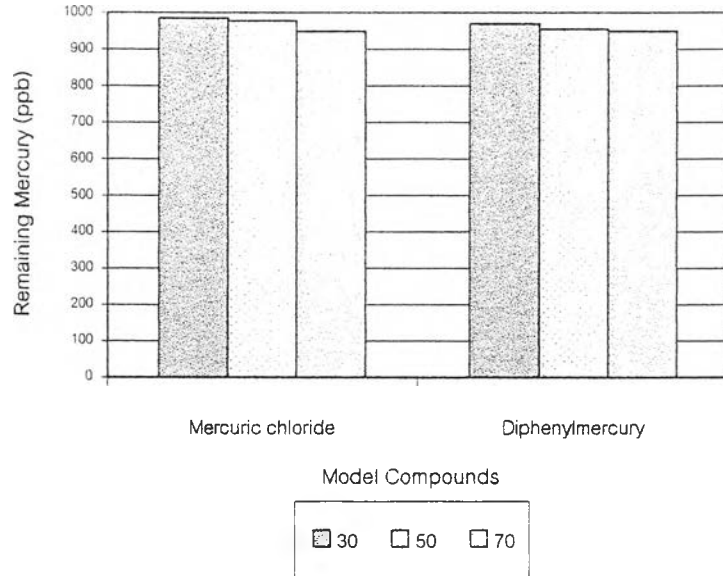 Remaining Mercury (ppb)
1000
900
800
700
600
500
400
300
200
100
0
Mercuric chloride Diphenylmercury
Model Compounds
30 50 70